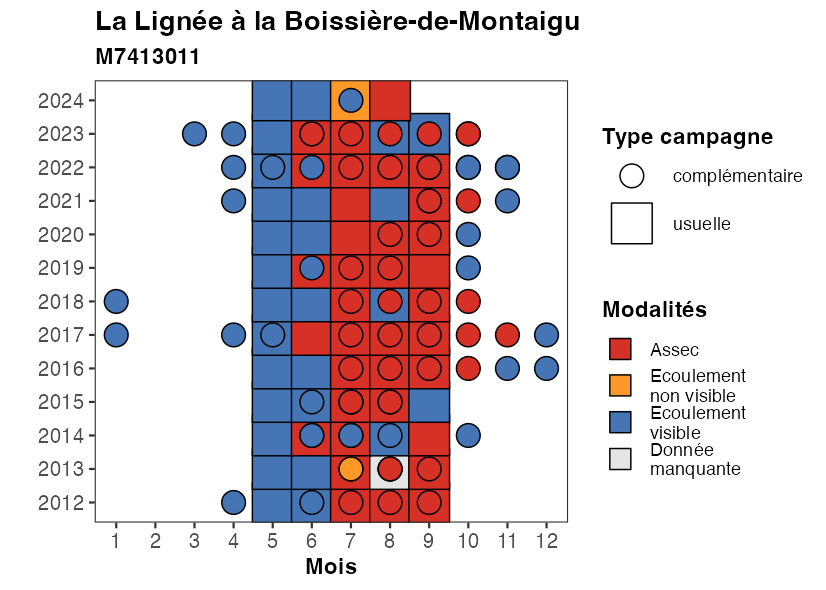 La Lignée à la Boissière-de-Montaigu
M7413011
2024
2023
2022
2021
2020
2019
2018
2017
2016
2015
2014
2013
2012
1 2 3 4 5 6 7 8 9 10 11 12
Mois
Type campagne
complémentaire
usuelle
Modalités
Assec
Ecoulement
non visible
Ecoulement
visible
Donnée
manquante